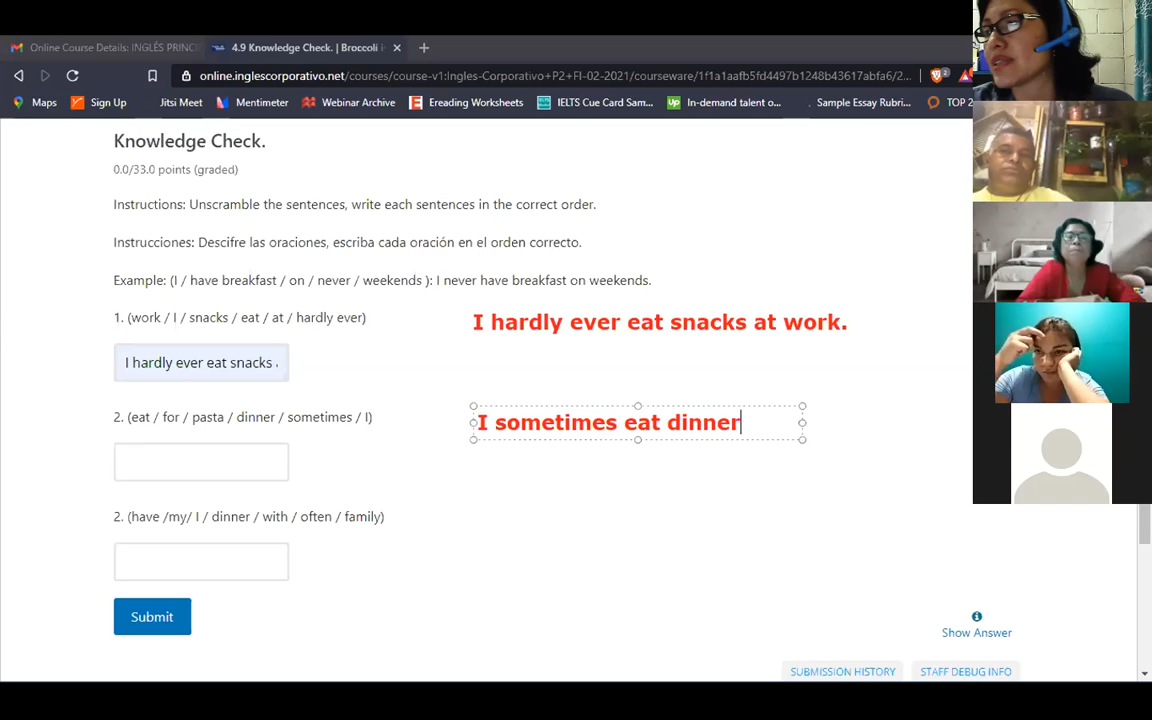 Online Course Details: INGLÉS PRINC
4.9 Knowledge Check. | Broccoli i
online.inglescorporativo.net/courses/course-v1:Ingles-Corporativo+P2+FI-02-2021/courseware/1f1a1aafb5fd4497b1248b43617abfa6/2...
2
Maps
Sign Up
Jitsi Meet
Mentimeter
Webinar Archive
Ereading Worksheets
IELTS Cue Card Sam...
In-demand talent o...
Sample Essay Rubri...
TOP 2
Knowledge Check.
0.0/33.0 points (graded)
Instructions: Unscramble the sentences, write each sentences in the correct order.
Instrucciones: Descifre las oraciones, escriba cada oración en el orden correcto.
Example: (I / have breakfast / on / never / weekends ): I never have breakfast on weekends.
1. (work / I / snacks / eat / at / hardly ever)
I hardly ever eat snacks at work.
I hardly ever eat snacks a
2. (eat / for / pasta / dinner / sometimes / I)
I sometimes eat dinner
2. (have /my/ I / dinner / with / often / family)
Submit
Show Answer
SUBMISSION HISTORY
STAFF DEBUG INFO